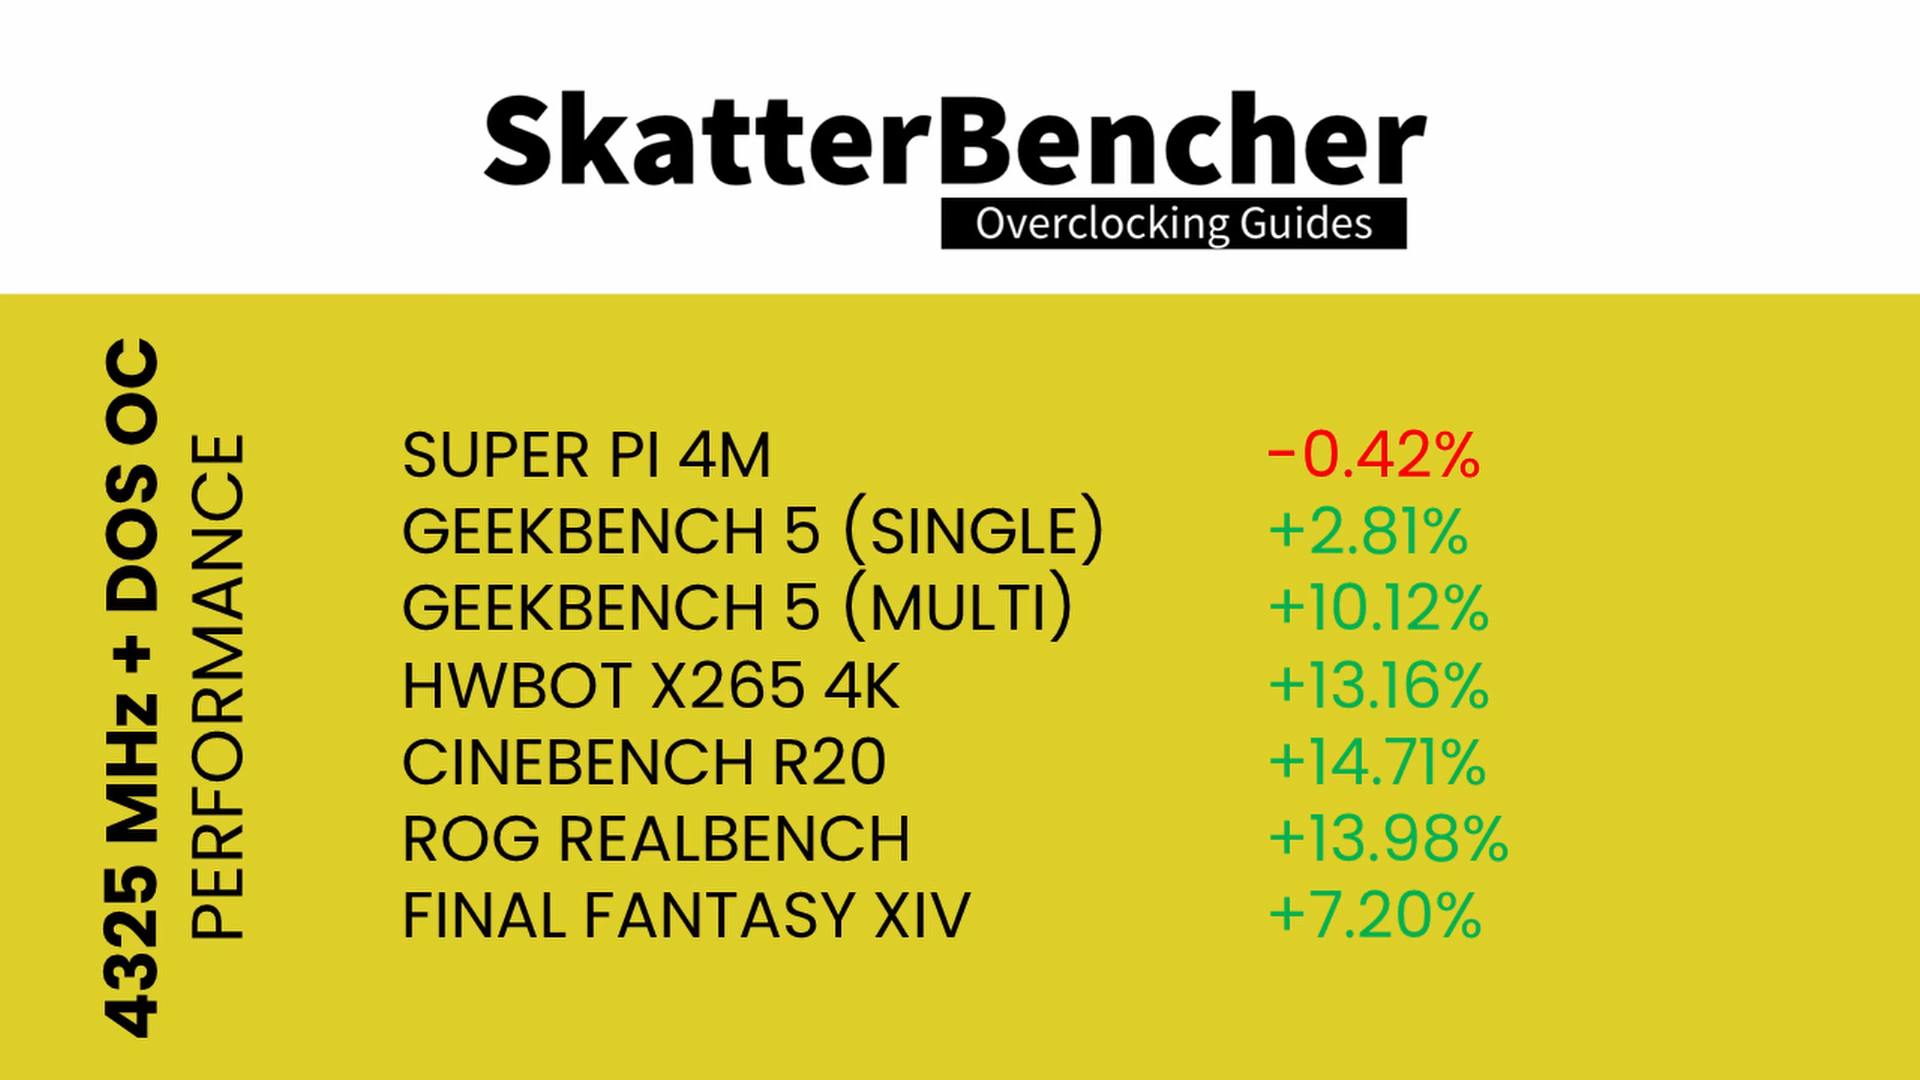 SkatterBencher
Overclocking Guides
4325 MHz + DOS OC
PERFORMANCE
SUPER PI 4M -0.42%
GEEKBENCH 5 (SINGLE) +2.81%
GEEKBENCH 5 (MULTI) +10.12%
HWBOT X265 4K +13.16%
CINEBENCH R20 +14.71%
ROG REALBENCH +13.98%
FINAL FANTASY XIV +7.20%